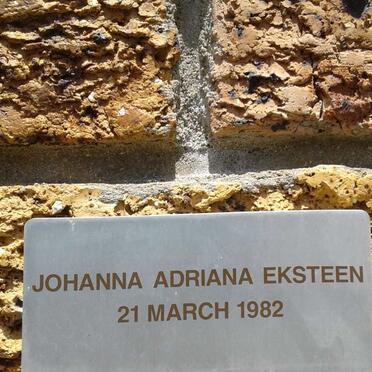 JOHANNA ADRIANA EKSTEEN
21 MARCH 1982